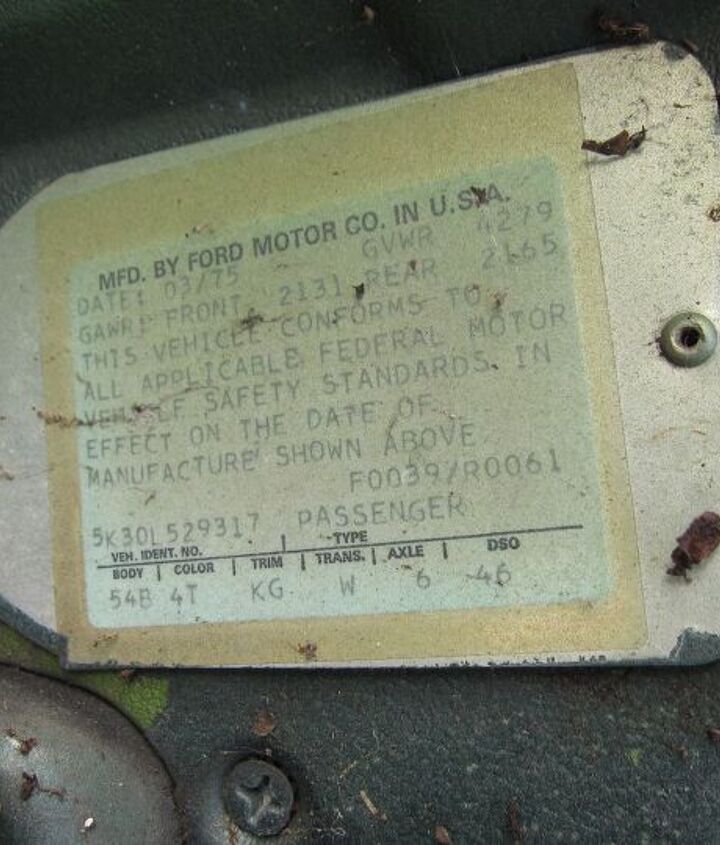 MFD. BY FORD MOTOR CO. IN U.S.A.
DATE: 03/75 GVWR 4279
GAWR: FRONT 2131 REAR 2165
THIS VEHICLE CONFORMS TO
ALL APPLICABLE FEDERAL MOTOR
VEHICLE SAFETY STANDARDS IN
EFFECT ON THE DATE OF
MANUFACTURE SHOWN ABOVE
F0039/R0061
5K30L529317 PASSENGER
VEH. IDENT. NO. | TYPE
BODY | COLOR | TRIM | TRANS. | AXLE | DSO
54B 4T KG W 6 46